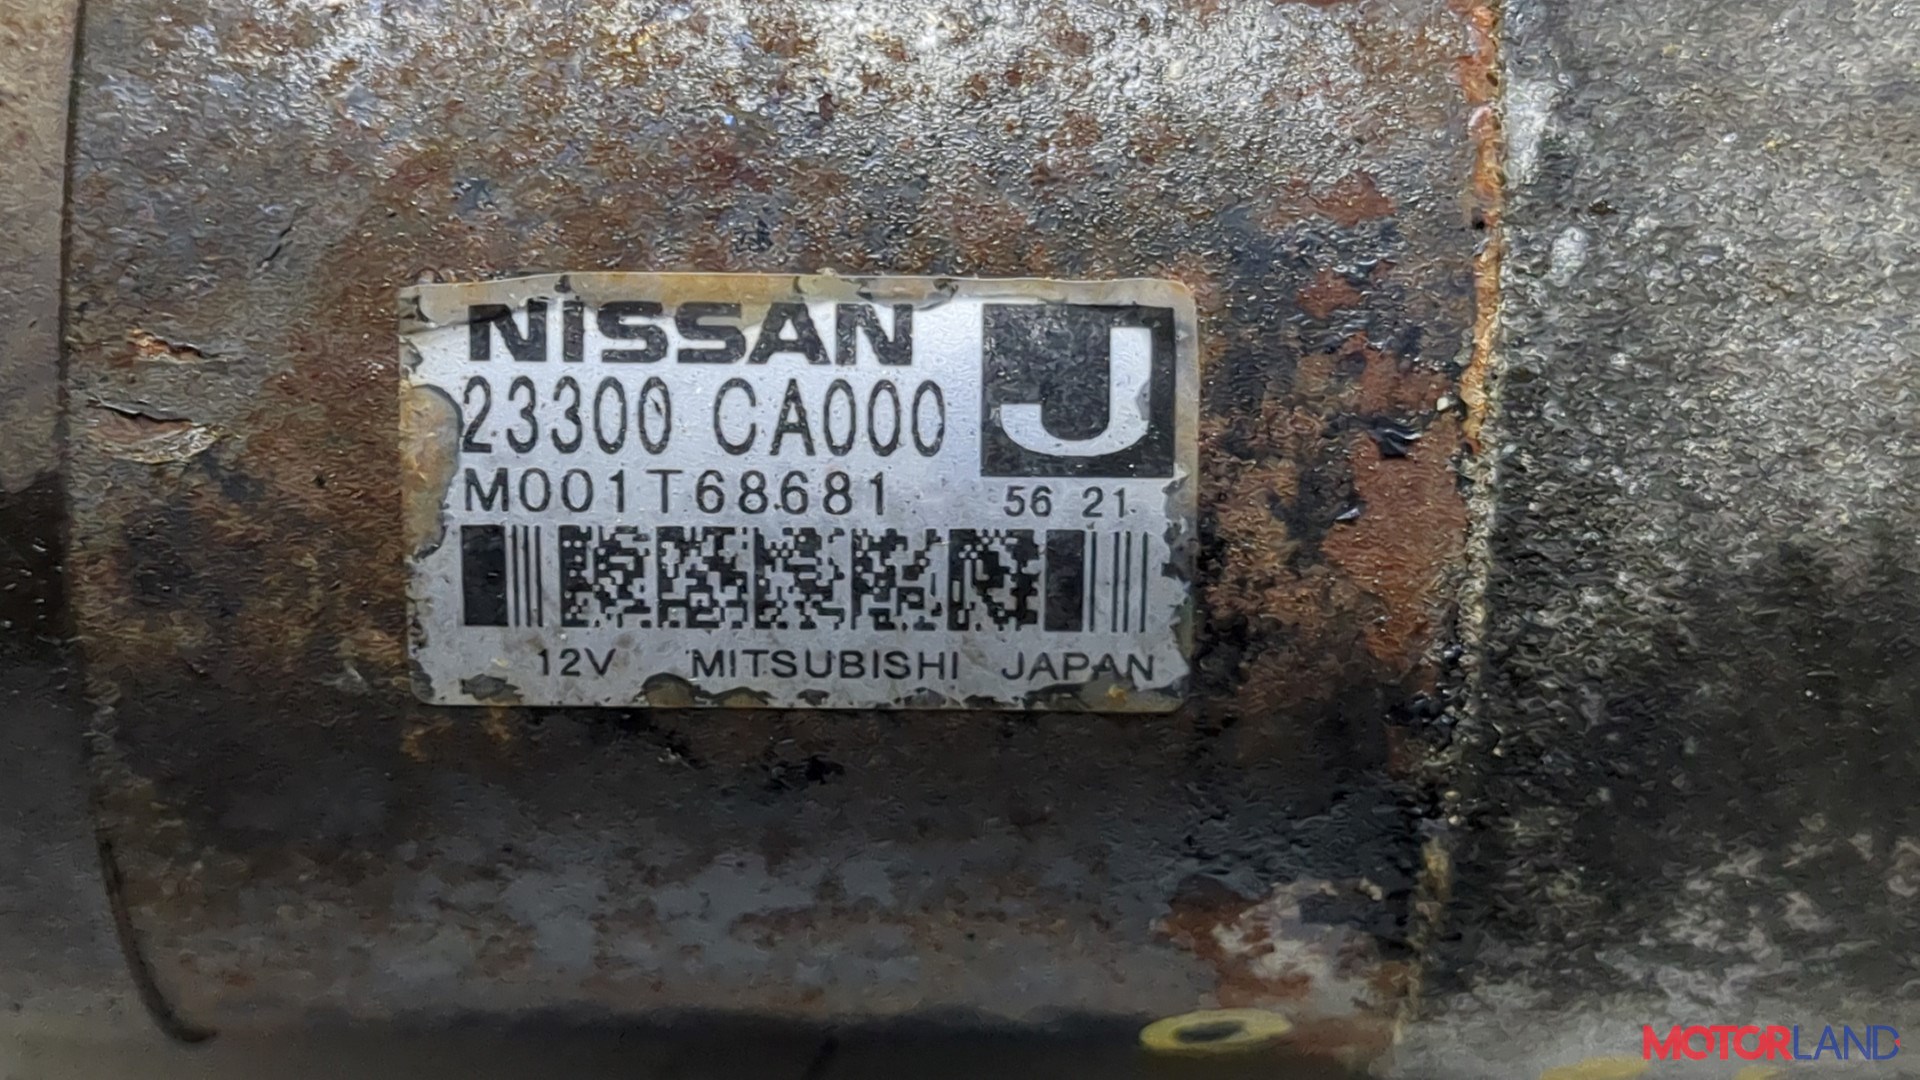 NISSAN
J
23300 CA000
M001T68681
56 21
12V MITSUBISHI JAPAN
MOTORLAND